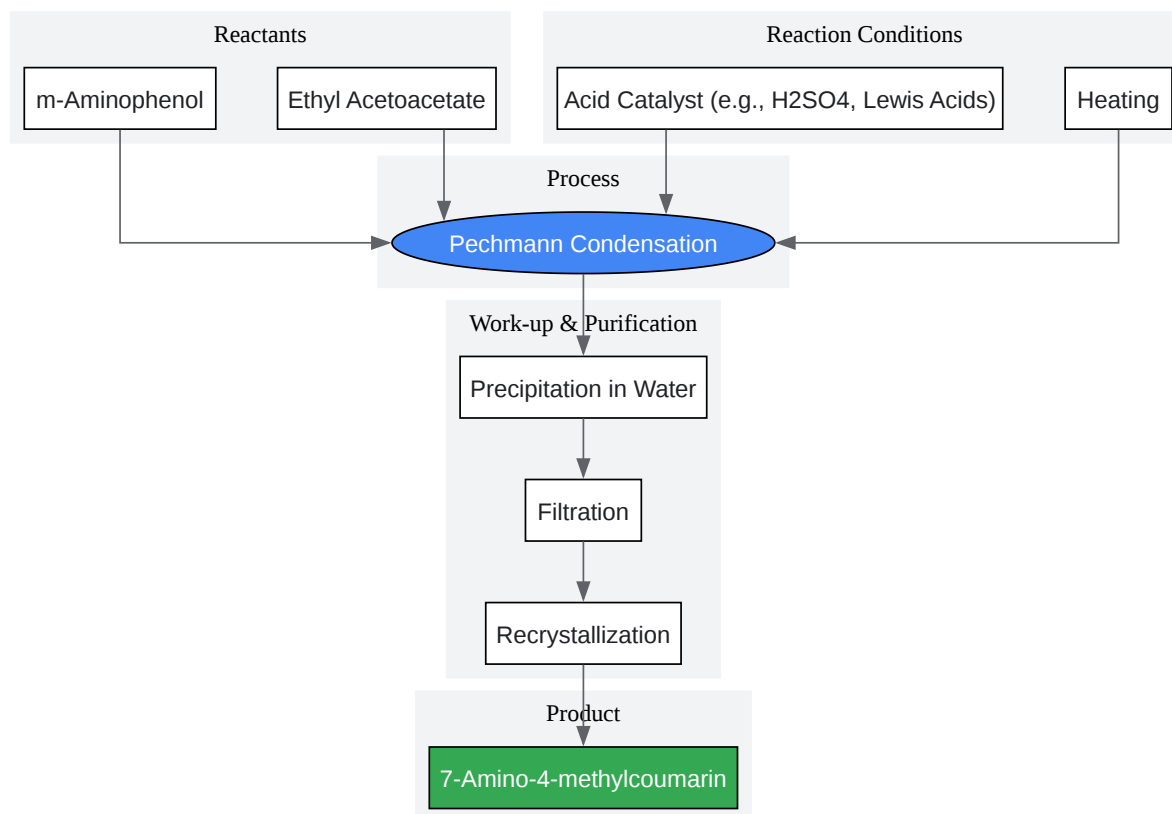 Reactants
Reaction Conditions
m-Aminophenol
Ethyl Acetoacetate
Acid Catalyst (e.g., H2SO4, Lewis Acids)
Heating
Process
Pechmann Condensation
Work-up & Purification
Precipitation in Water
Filtration
Recrystallization
Product
7-Amino-4-methylcoumarin